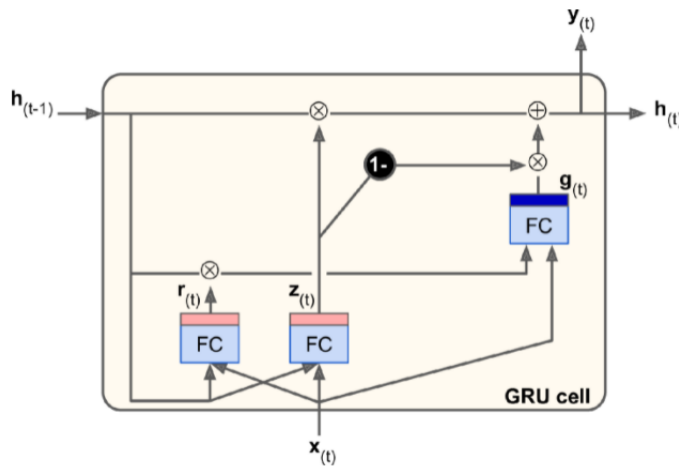 y(t)
h(t-1)
h(t)
1-
g(t)
FC
r(t)
z(t)
FC
FC
GRU cell
x(t)